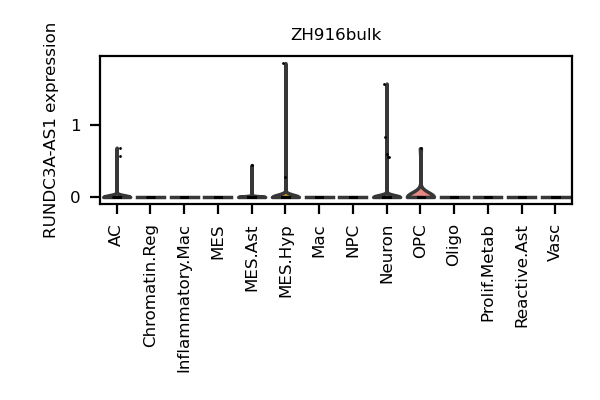 ZH916bulk
RUNDC3A-AS1 expression
1
0
AC
Chromatin.Reg
Inflammatory.Mac
MES
MES.Ast
MES.Hyp
Mac
NPC
Neuron
OPC
Oligo
Prolif.Metab
Reactive.Ast
Vasc